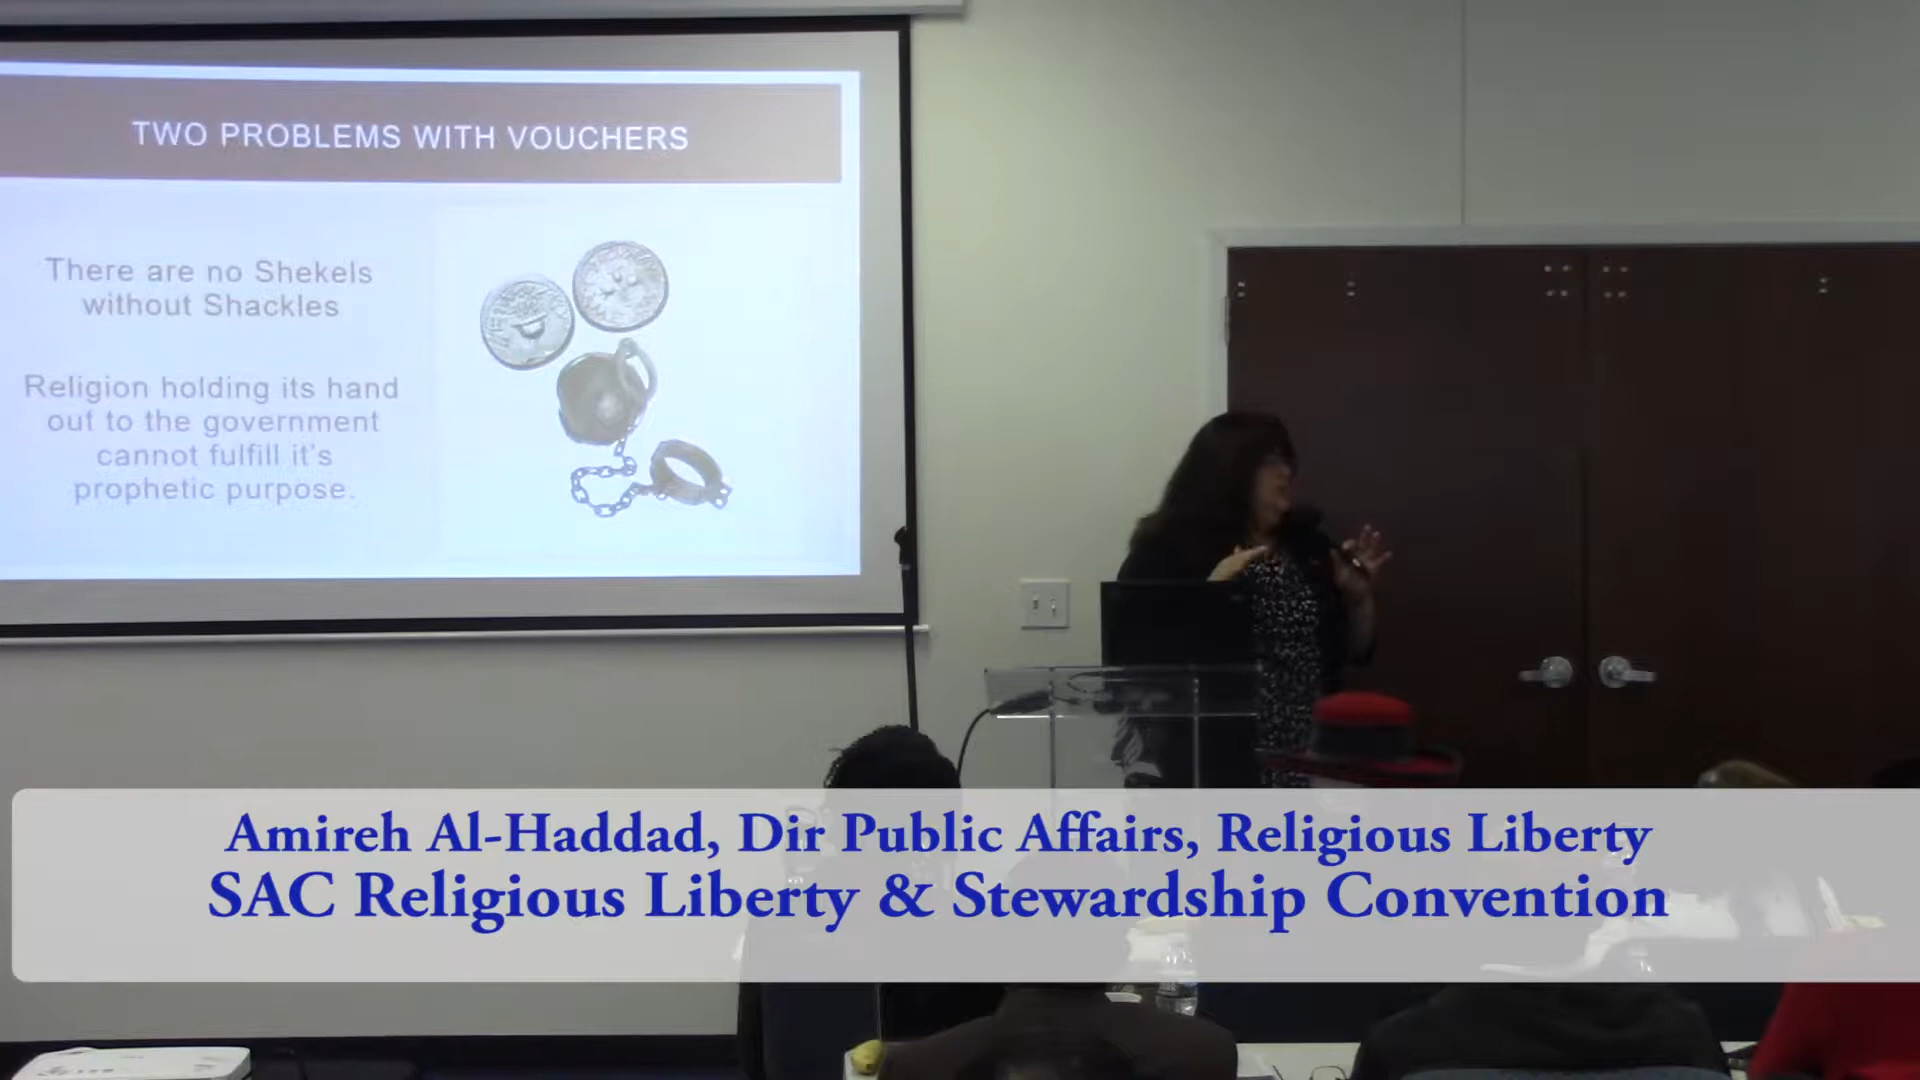 TWO PROBLEMS WITH VOUCHERS
There are no Shekels
without Shackles
Religion holding its hand
out to the government
cannot fulfill it's
prophetic purpose.
Amireh Al-Haddad, Dir Public Affairs, Religious Liberty
SAC Religious Liberty & Stewardship Convention